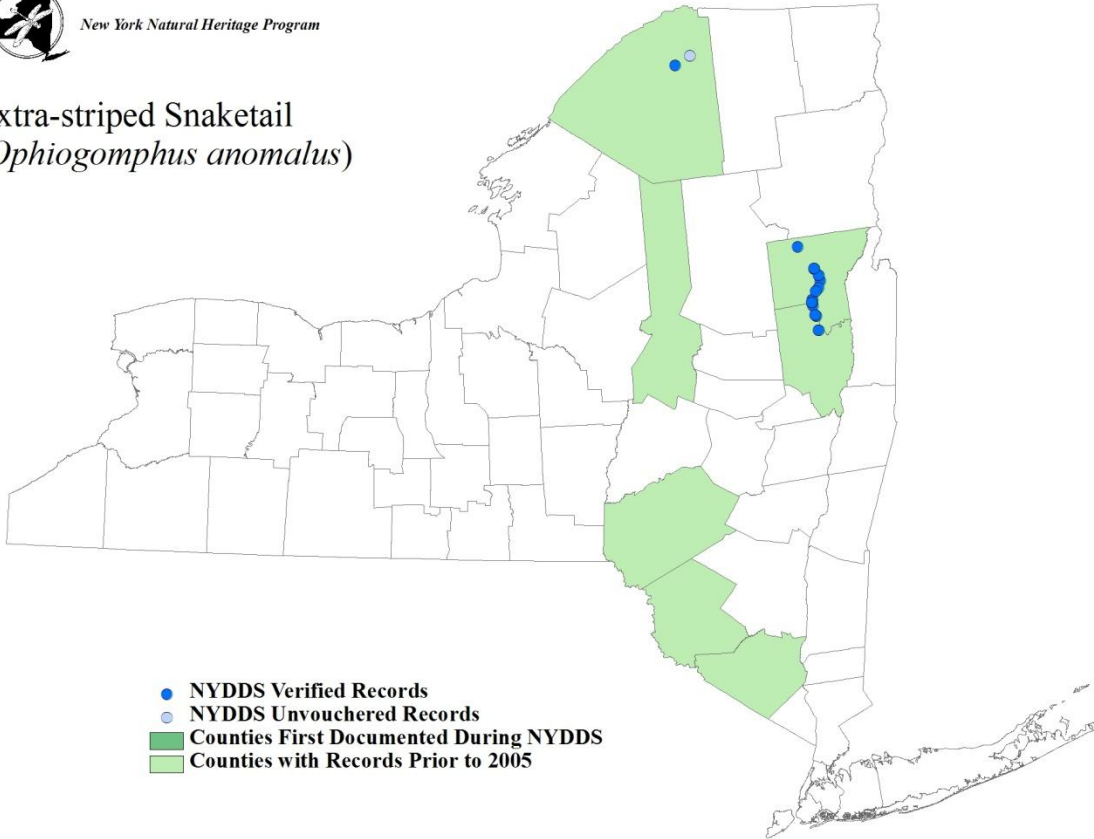 New York Natural Heritage Program
xtra-striped Snaketail
Ophiogomphus anomalus)
NYDDS Verified Records
NYDDS Unvouchered Records
Counties First Documented During NYDDS
Counties with Records Prior to 2005